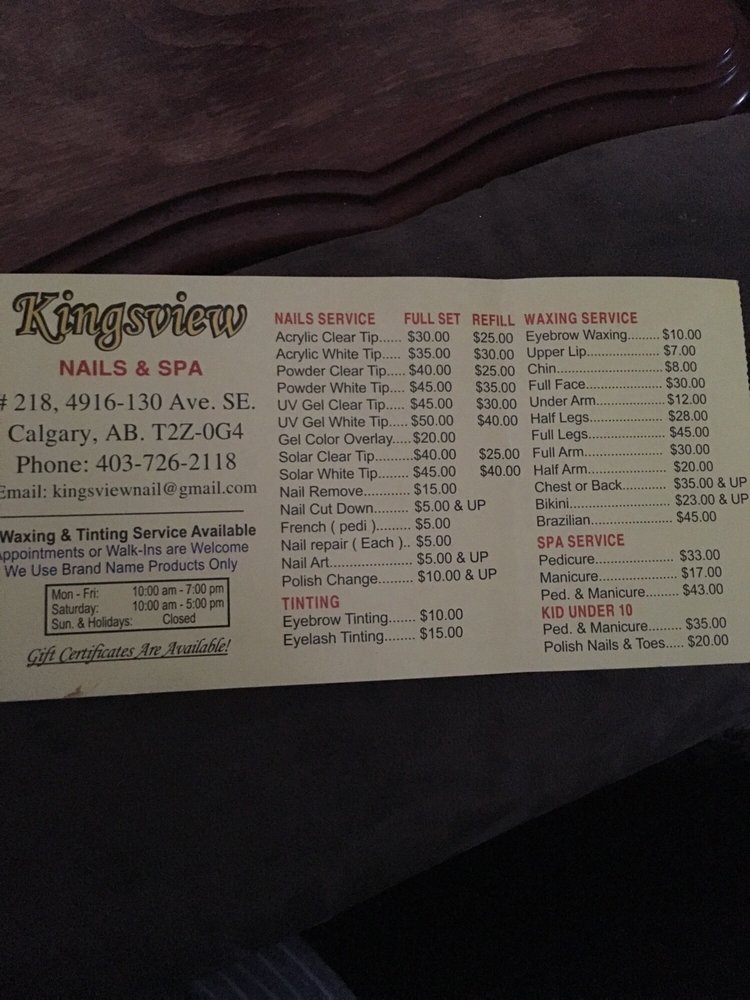 Kingsview
NAILS & SPA
# 218, 4916-130 Ave. SE.
Calgary, AB. T2Z-0G4
Phone: 403-726-2118
Email: kingsviewnail@gmail.com
Waxing & Tinting Service Available
Appointments or Walk-Ins are Welcome
We Use Brand Name Products Only
Mon - Fri: 10:00 am - 7:00 pm
Saturday: 10:00 am - 5:00 pm
Sun. & Holidays: Closed
Gift Certificates Are Available!
NAILS SERVICE FULL SET REFILL
Acrylic Clear Tip...... $30.00 $25.00
Acrylic White Tip..... $35.00 $30.00
Powder Clear Tip..... $40.00 $25.00
Powder White Tip.... $45.00 $35.00
UV Gel Clear Tip..... $45.00 $30.00
UV Gel White Tip..... $50.00 $40.00
Gel Color Overlay.....$20.00
Solar Clear Tip..........$40.00 $25.00
Solar White Tip......... $45.00 $40.00
Nail Remove............ $15.00
Nail Cut Down......... $5.00 & UP
French ( pedi )......... $5.00
Nail repair ( Each ).. $5.00
Nail Art.................... $5.00 & UP
Polish Change......... $10.00 & UP
TINTING
Eyebrow Tinting....... $10.00
Eyelash Tinting........ $15.00
WAXING SERVICE
Eyebrow Waxing......... $10.00
Upper Lip..................... $7.00
Chin...............................$8.00
Full Face...................... $30.00
Under Arm....................$12.00
Half Legs...................... $28.00
Full Legs....................... $45.00
Full Arm........................ $30.00
Half Arm........................ $20.00
Chest or Back............. $35.00 & UP
Bikini.............................. $23.00 & UP
Brazilian........................ $45.00
SPA SERVICE
Pedicure........................ $33.00
Manicure....................... $17.00
Ped. & Manicure......... $43.00
KID UNDER 10
Ped. & Manicure......... $35.00
Polish Nails & Toes..... $20.00